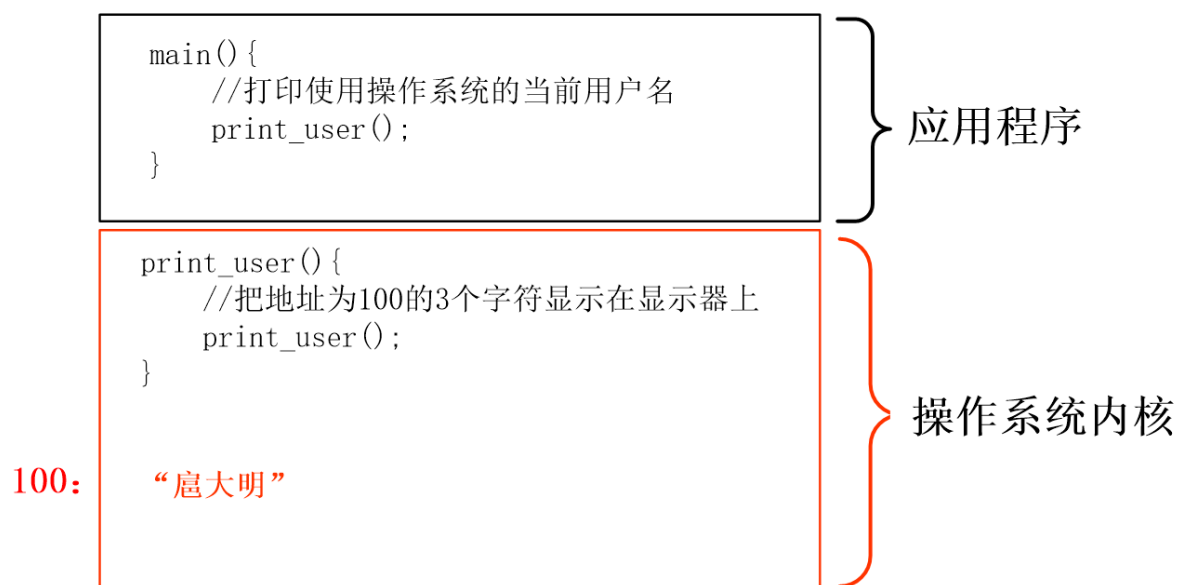 main(){
//打印使用操作系统的当前用户名
print_user();
}
应用程序
print_user(){
//把地址为100的3个字符显示在显示器上
print_user();
}
操作系统内核
100: “扈大明”